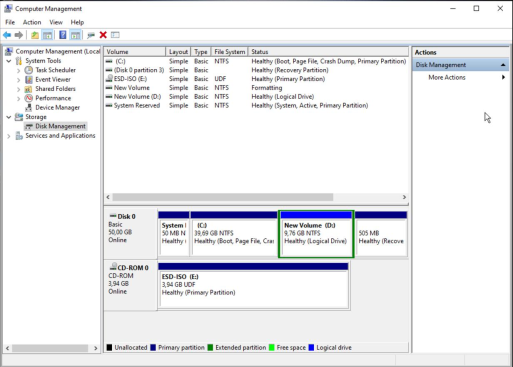 Computer Management
File Action View Help
Computer Management (Local
System Tools
Task Scheduler
Event Viewer
Shared Folders
Performance
Device Manager
Storage
Disk Management
Services and Applications
Volume Layout Type File System Status
(C:) Simple Basic NTFS Healthy (Boot, Page File, Crash Dump, Primary Partition)
(Disk 0 partition 3) Simple Basic Healthy (Recovery Partition)
ESD-ISO (E:) Simple Basic UDF Healthy (Primary Partition)
New Volume Simple Basic NTFS Formatting
New Volume (D:) Simple Basic NTFS Healthy (Logical Drive)
System Reserved Simple Basic NTFS Healthy (System, Active, Primary Partition)
Actions
Disk Management
More Actions
Disk 0
Basic
50,00 GB
Online
System
50 MB N
Healthy
(C:)
39,69 GB NTFS
Healthy (Boot, Page File, Cra
New Volume (D:)
9,76 GB NTFS
Healthy (Logical Drive)
505 MB
Healthy (Recove
CD-ROM 0
CD-ROM
3,94 GB
Online
ESD-ISO (E:)
3,94 GB UDF
Healthy (Primary Partition)
Unallocated Primary partition Extended partition Free space Logical drive